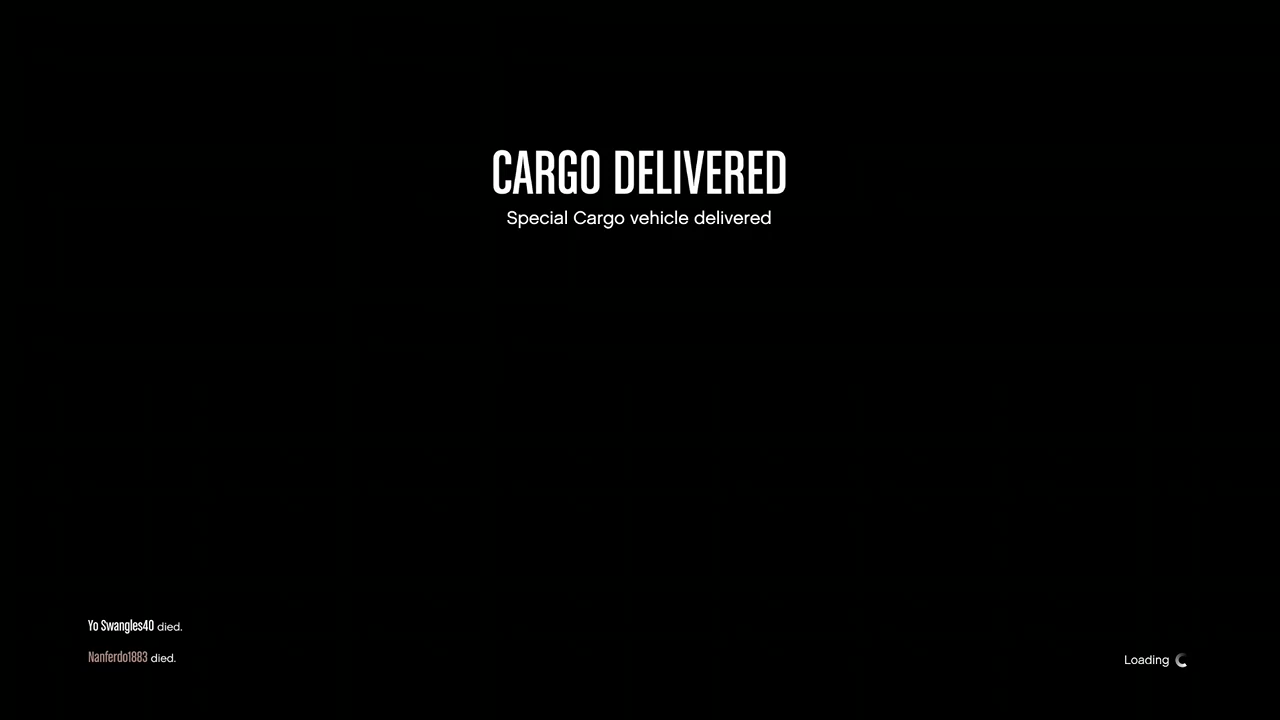 CARGO DELIVERED
Special Cargo vehicle delivered
Yo Swangles40 died.
Nanferdo1883 died.
Loading